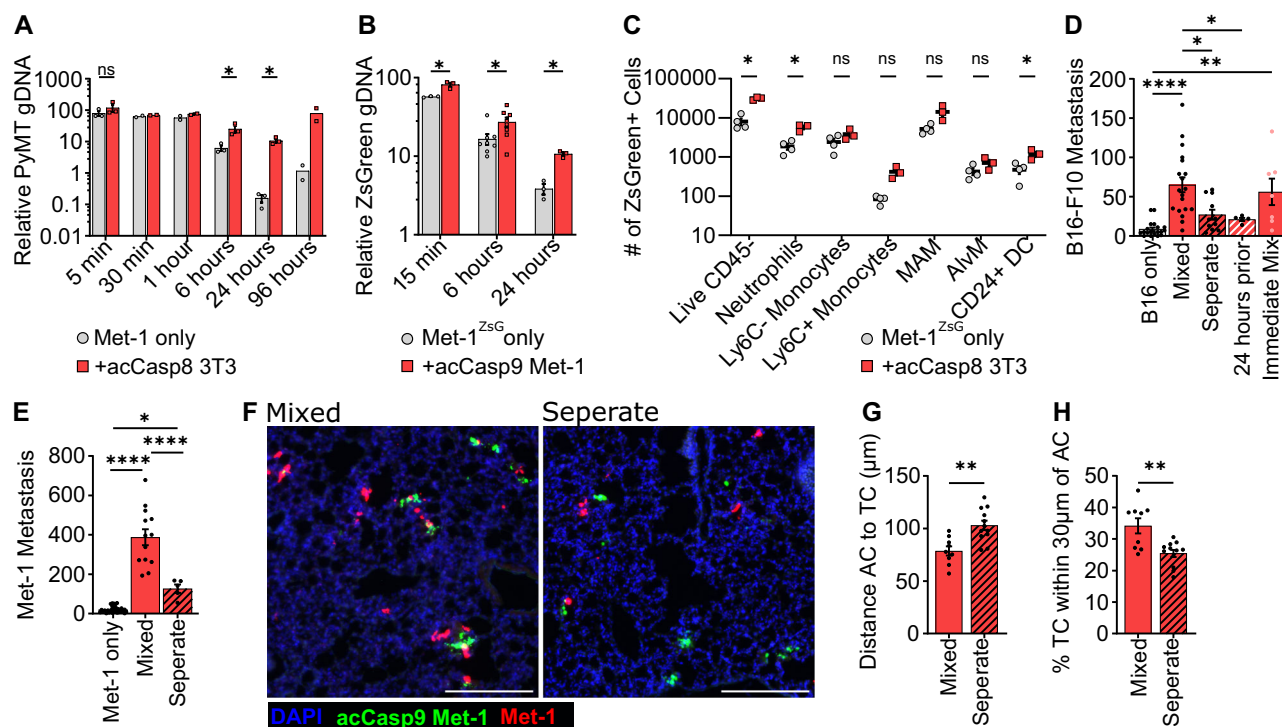 A
Relative PyMT gDNA
1000
100
10
1
0.1
0.01
ns
*
*
5 min
30 min
1 hour
6 hours
24 hours
96 hours
Met-1 only
+acCasp8 3T3
B
Relative ZsGreen gDNA
100
10
1
*
*
*
15 min
6 hours
24 hours
Met-1ZsG only
+acCasp9 Met-1
C
# of ZsGreen+ Cells
100000
10000
1000
100
10
*
*
ns
ns
ns
ns
*
Live CD45-
Neutrophils
Ly6C- Monocytes
Ly6C+ Monocytes
MAM
AlvM
CD24+ DC
Met-1ZsG only
+acCasp8 3T3
D
B16-F10 Metastasis
200
150
100
50
0
*
*
**
****
B16 only
Mixed
Seperate
24 hours prior
Immediate Mix
E
Met-1 Metastasis
800
600
400
200
0
*
****
****
Met-1 only
Mixed
Seperate
F
Mixed
Seperate
DAPI acCasp9 Met-1 Met-1
G
Distance AC to TC (µm)
150
100
50
0
**
Mixed
Seperate
H
% TC within 30µm of AC
50
40
30
20
10
0
**
Mixed
Seperate